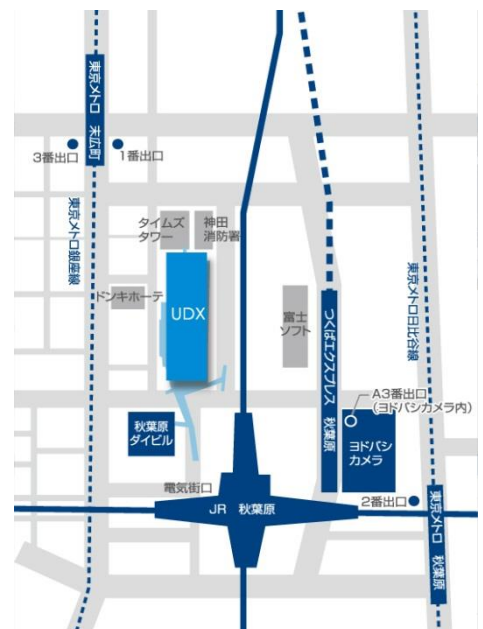 東京メトロ 末広町
3番出口
1番出口
東京メトロ銀座線
タイムズ
タワー
神田
消防署
ドンキホーテ
UDX
富士
ソフト
つくばエクスプレス 秋葉原
東京メトロ日比谷線
A3番出口
(ヨドバシカメラ内)
秋葉原
ダイビル
ヨドバシ
カメラ
電気街口
JR 秋葉原
2番出口
東京メトロ 秋葉原